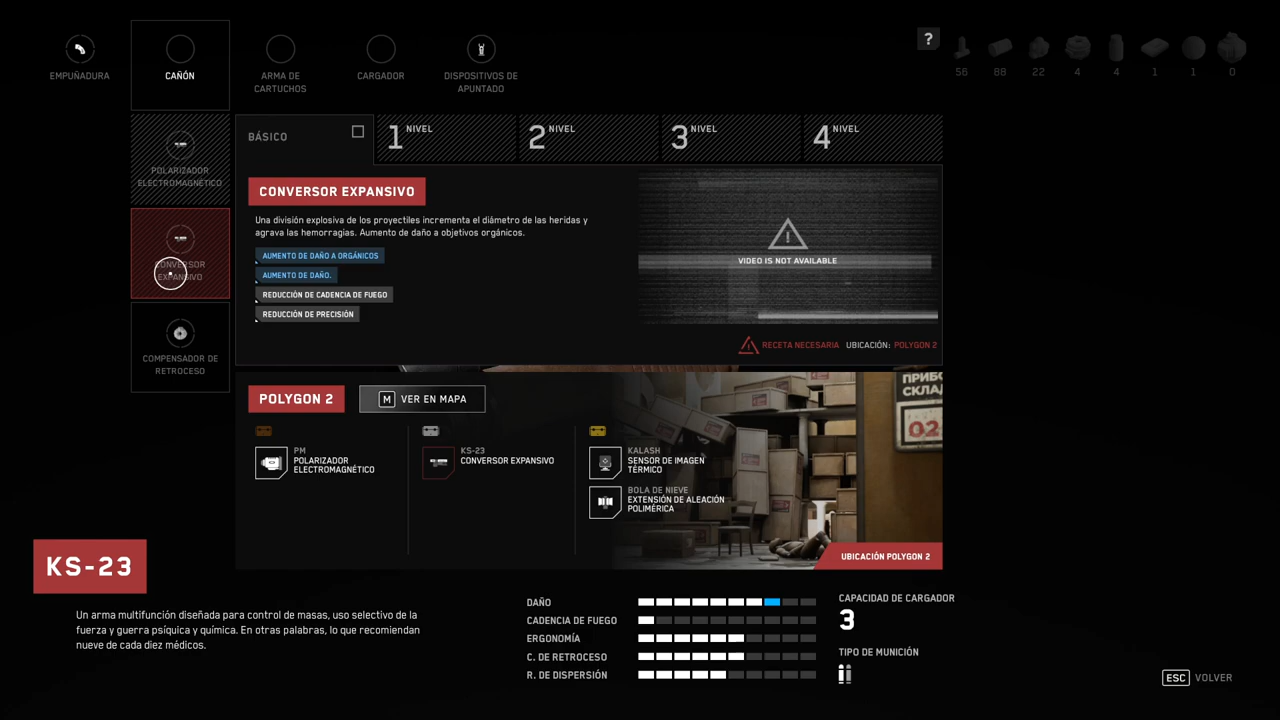 EMPUÑADURA
CAÑÓN
ARMA DE
CARTUCHOS
CARGADOR
DISPOSITIVOS DE
APUNTADO
?
56
88
22
4
4
1
1
0
POLARIZADOR
ELECTROMAGNÉTICO
CONVERSOR
EXPANSIVO
COMPENSADOR DE
RETROCESO
BÁSICO
1 NIVEL
2 NIVEL
3 NIVEL
4 NIVEL
CONVERSOR EXPANSIVO
Una división explosiva de los proyectiles incrementa el diámetro de las heridas y
agrava las hemorragias. Aumento de daño a objetivos orgánicos.
AUMENTO DE DAÑO A ORGÁNICOS
AUMENTO DE DAÑO.
REDUCCIÓN DE CADENCIA DE FUEGO
REDUCCIÓN DE PRECISIÓN
VIDEO IS NOT AVAILABLE
RECETA NECESARIA UBICACIÓN: POLYGON 2
POLYGON 2
M VER EN MAPA
PM
POLARIZADOR
ELECTROMAGNÉTICO
KS-23
CONVERSOR EXPANSIVO
KALASH
SENSOR DE IMAGEN
TÉRMICO
BOLA DE NIEVE
EXTENSIÓN DE ALEACIÓN
POLIMÉRICA
ПРИБО
СКЛАД
02
UBICACIÓN POLYGON 2
KS-23
Un arma multifunción diseñada para control de masas, uso selectivo de la
fuerza y guerra psíquica y química. En otras palabras, lo que recomiendan
nueve de cada diez médicos.
DAÑO
CADENCIA DE FUEGO
ERGONOMÍA
C. DE RETROCESO
R. DE DISPERSIÓN
CAPACIDAD DE CARGADOR
3
TIPO DE MUNICIÓN
ESC VOLVER